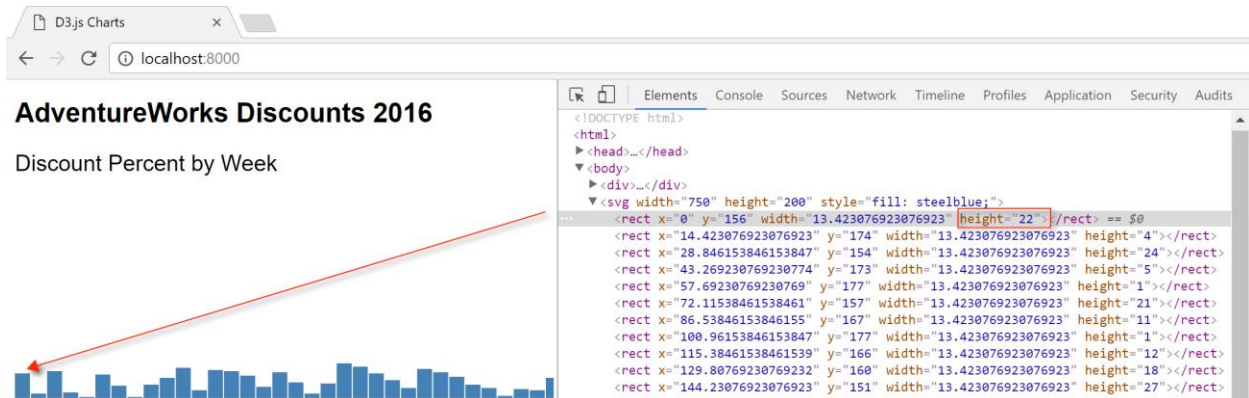 D3.js Charts
localhost:8000
AdventureWorks Discounts 2016
Discount Percent by Week
Elements Console Sources Network Timeline Profiles Application Security Audits
<!DOCTYPE html>
<html>
<head>…</head>
<body>
<div>…</div>
<svg width="750" height="200" style="fill: steelblue;">
<rect x="0" y="156" width="13.423076923076923" height="22"></rect> == $0
<rect x="14.423076923076923" y="174" width="13.423076923076923" height="4"></rect>
<rect x="28.846153846153847" y="154" width="13.423076923076923" height="24"></rect>
<rect x="43.269230769230774" y="173" width="13.423076923076923" height="5"></rect>
<rect x="57.69230769230769" y="177" width="13.423076923076923" height="1"></rect>
<rect x="72.11538461538461" y="157" width="13.423076923076923" height="21"></rect>
<rect x="86.53846153846155" y="167" width="13.423076923076923" height="11"></rect>
<rect x="100.96153846153847" y="177" width="13.423076923076923" height="1"></rect>
<rect x="115.38461538461539" y="166" width="13.423076923076923" height="12"></rect>
<rect x="129.80769230769232" y="160" width="13.423076923076923" height="18"></rect>
<rect x="144.23076923076923" y="151" width="13.423076923076923" height="27"></rect>